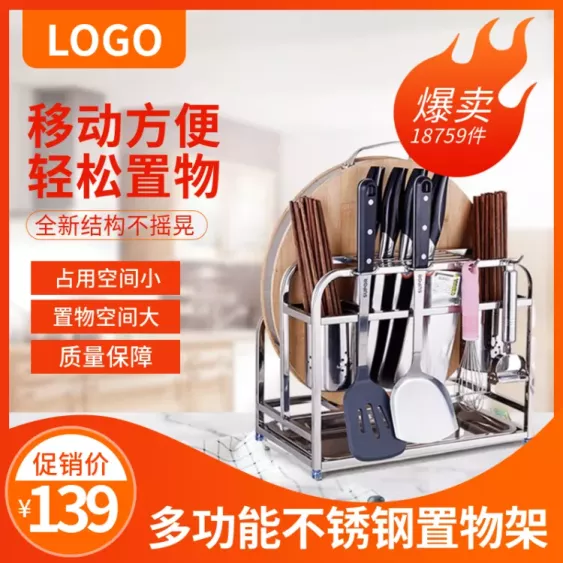 LOGO
爆卖
18759件
移动方便
轻松置物
全新结构不摇晃
占用空间小
置物空间大
质量保障
促销价
¥139
多功能不锈钢置物架